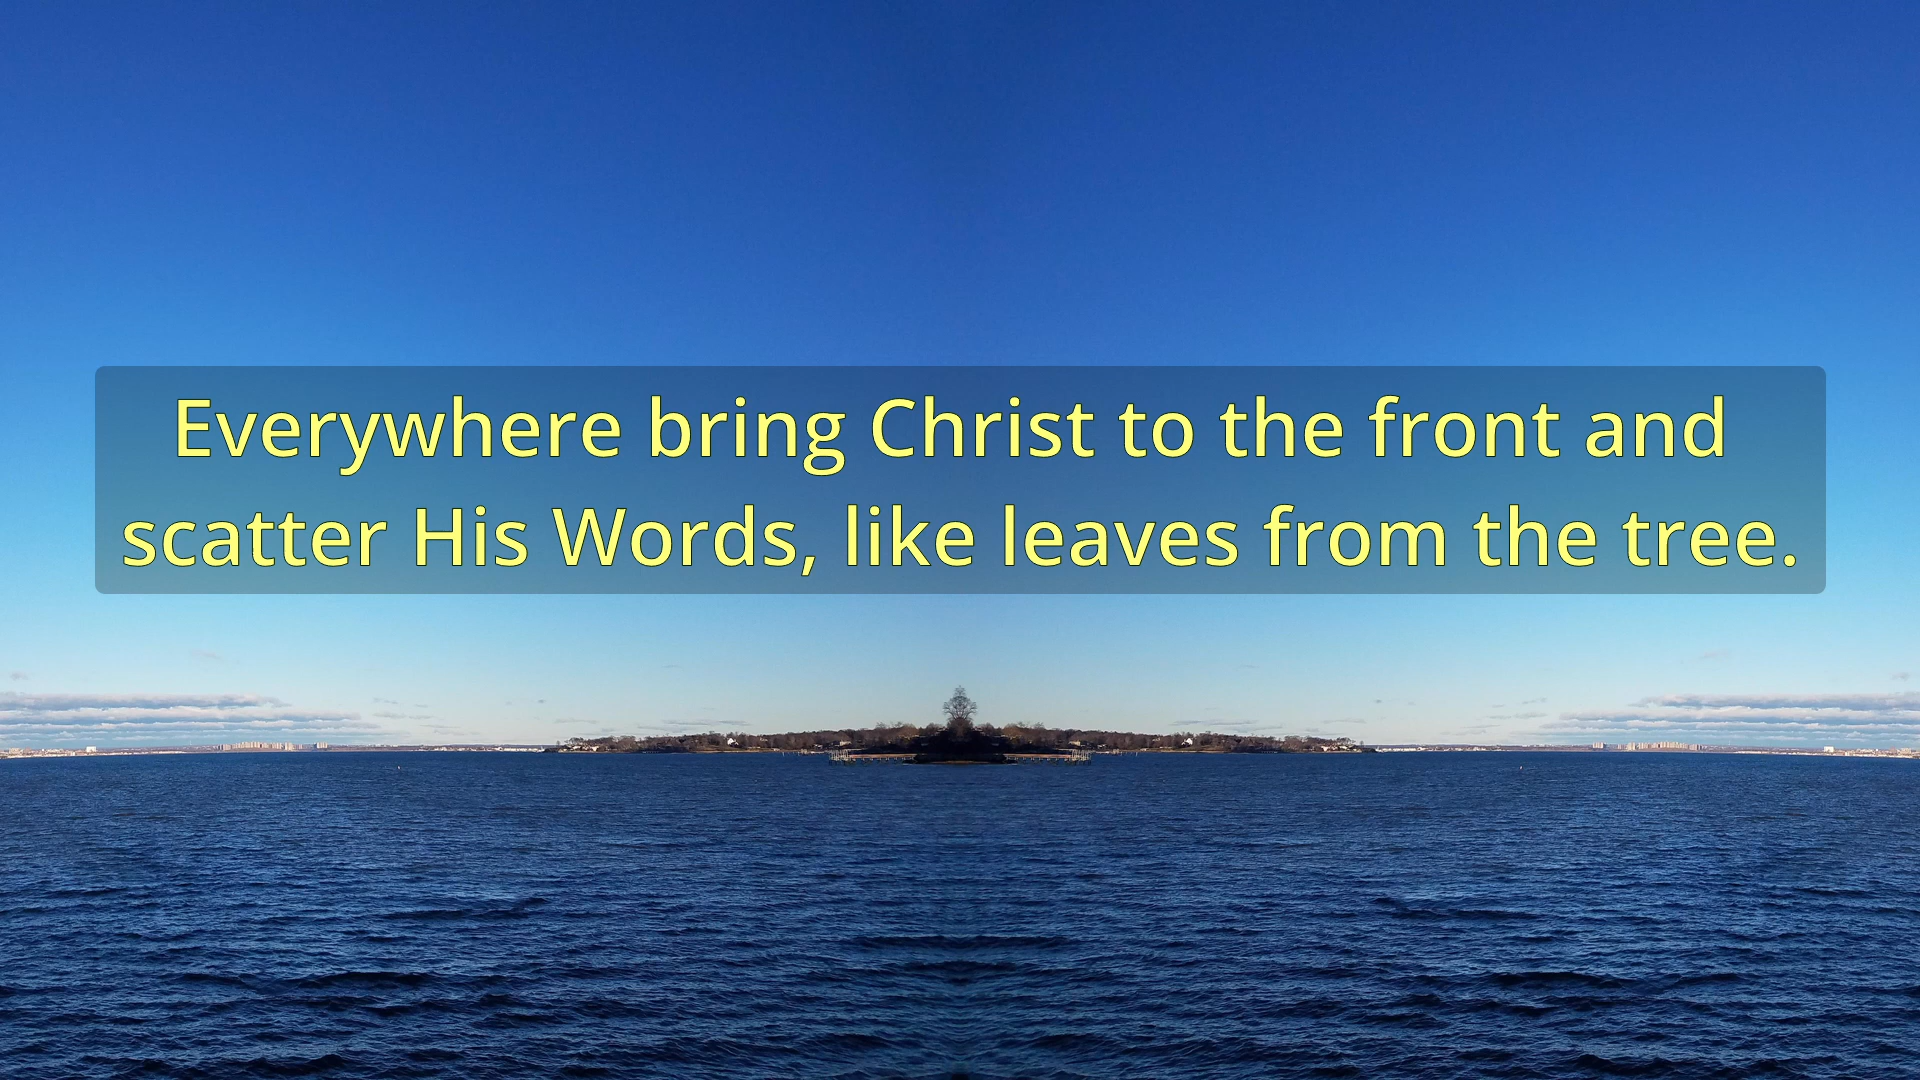 Everywhere bring Christ to the front and
scatter His Words, like leaves from the tree.